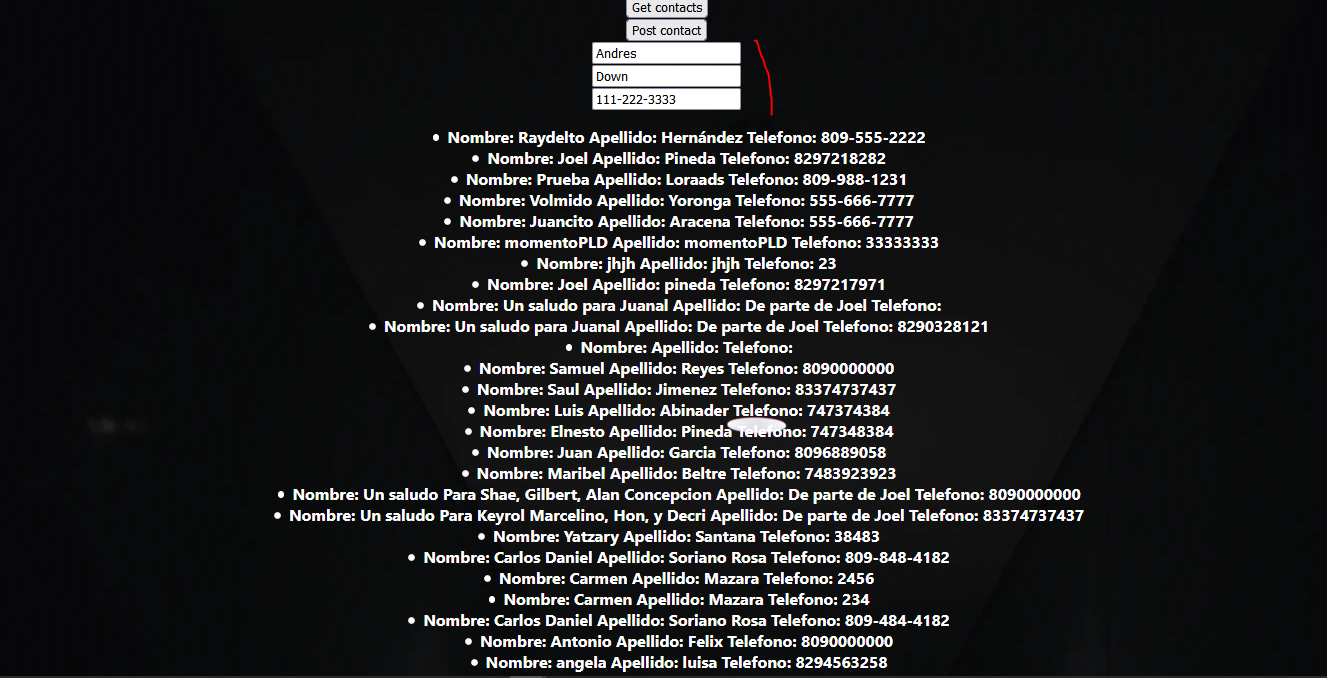 Get contacts
Post contact
Andres
Down
111-222-3333
Nombre: Raydelto Apellido: Hernández Telefono: 809-555-2222
Nombre: Joel Apellido: Pineda Telefono: 8297218282
Nombre: Prueba Apellido: Loraads Telefono: 809-988-1231
Nombre: Volmido Apellido: Yoronga Telefono: 555-666-7777
Nombre: Juancito Apellido: Aracena Telefono: 555-666-7777
Nombre: momentoPLD Apellido: momentoPLD Telefono: 33333333
Nombre: jhjh Apellido: jhjh Telefono: 23
Nombre: Joel Apellido: pineda Telefono: 8297217971
Nombre: Un saludo para Juanal Apellido: De parte de Joel Telefono:
Nombre: Un saludo para Juanal Apellido: De parte de Joel Telefono: 8290328121
Nombre: Apellido: Telefono:
Nombre: Samuel Apellido: Reyes Telefono: 8090000000
Nombre: Saul Apellido: Jimenez Telefono: 83374737437
Nombre: Luis Apellido: Abinader Telefono: 747374384
Nombre: Elnesto Apellido: Pineda Telefono: 747348384
Nombre: Juan Apellido: Garcia Telefono: 8096889058
Nombre: Maribel Apellido: Beltre Telefono: 7483923923
Nombre: Un saludo Para Shae, Gilbert, Alan Concepcion Apellido: De parte de Joel Telefono: 8090000000
Nombre: Un saludo Para Keyrol Marcelino, Hon, y Decri Apellido: De parte de Joel Telefono: 83374737437
Nombre: Yatzary Apellido: Santana Telefono: 38483
Nombre: Carlos Daniel Apellido: Soriano Rosa Telefono: 809-848-4182
Nombre: Carmen Apellido: Mazara Telefono: 2456
Nombre: Carmen Apellido: Mazara Telefono: 234
Nombre: Carlos Daniel Apellido: Soriano Rosa Telefono: 809-484-4182
Nombre: Antonio Apellido: Felix Telefono: 8090000000
Nombre: angela Apellido: luisa Telefono: 8294563258